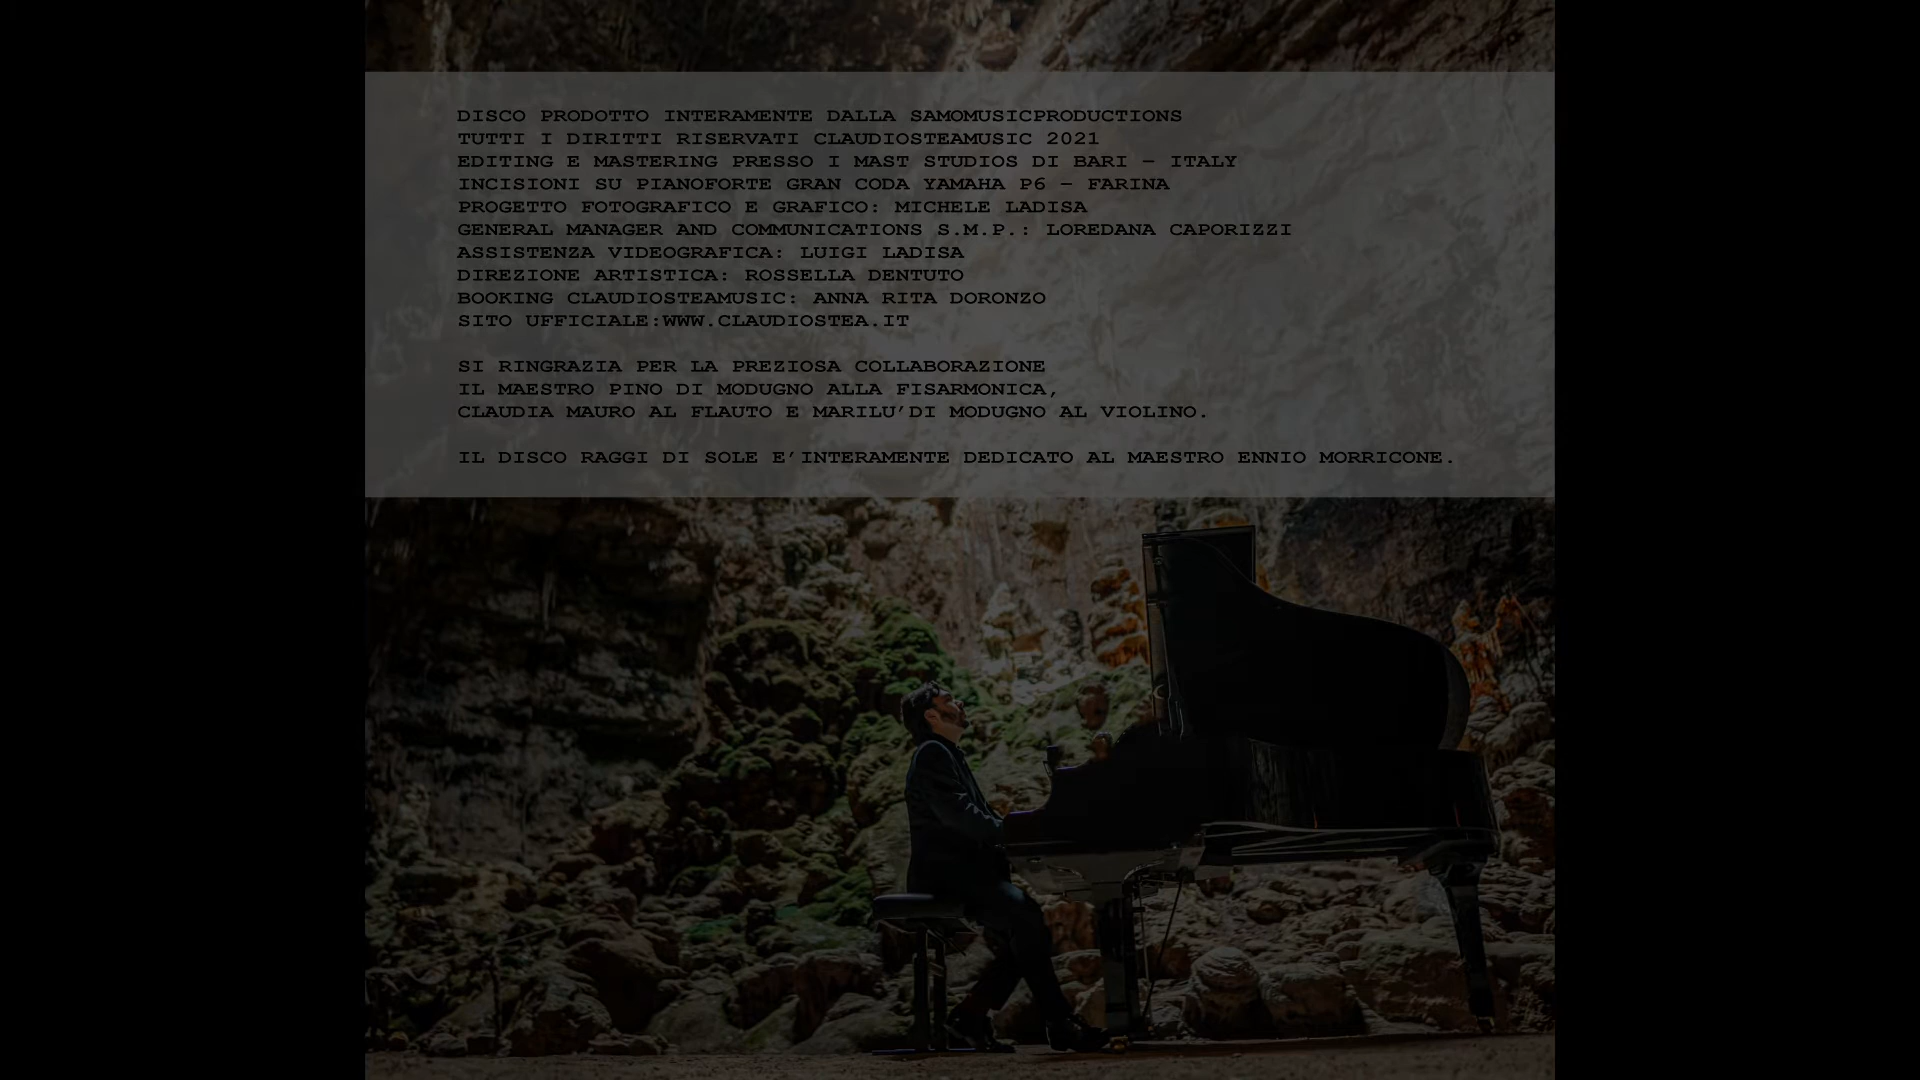 DISCO PRODOTTO INTERAMENTE DALLA SAMOMUSICPRODUCTIONS
TUTTI I DIRITTI RISERVATI CLAUDIOSTEAMUSIC 2021
EDITING E MASTERING PRESSO I MAST STUDIOS DI BARI – ITALY
INCISIONI SU PIANOFORTE GRAN CODA YAMAHA P6 – FARINA
PROGETTO FOTOGRAFICO E GRAFICO: MICHELE LADISA
GENERAL MANAGER AND COMMUNICATIONS S.M.P.: LOREDANA CAPORIZZI
ASSISTENZA VIDEOGRAFICA: LUIGI LADISA
DIREZIONE ARTISTICA: ROSSELLA DENTUTO
BOOKING CLAUDIOSTEAMUSIC: ANNA RITA DORONZO
SITO UFFICIALE:WWW.CLAUDIOSTEA.IT
SI RINGRAZIA PER LA PREZIOSA COLLABORAZIONE
IL MAESTRO PINO DI MODUGNO ALLA FISARMONICA,
CLAUDIA MAURO AL FLAUTO E MARILU’DI MODUGNO AL VIOLINO.
IL DISCO RAGGI DI SOLE E’INTERAMENTE DEDICATO AL MAESTRO ENNIO MORRICONE.